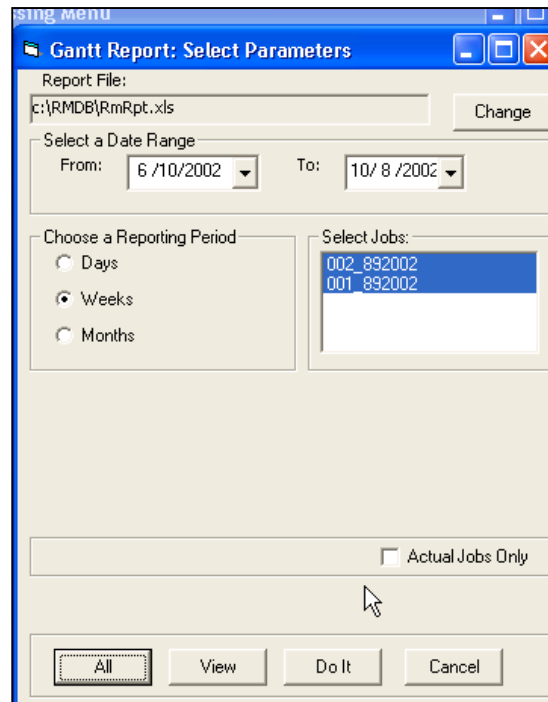 ssing Menu
Gantt Report: Select Parameters
Report File:
c:\RMDB\RmRpt.xls
Change
Select a Date Range
From: 6 /10/2002 To: 10/ 8 /2002
Choose a Reporting Period
Days
Weeks
Months
Select Jobs:
002_892002
001_892002
Actual Jobs Only
All View Do It Cancel